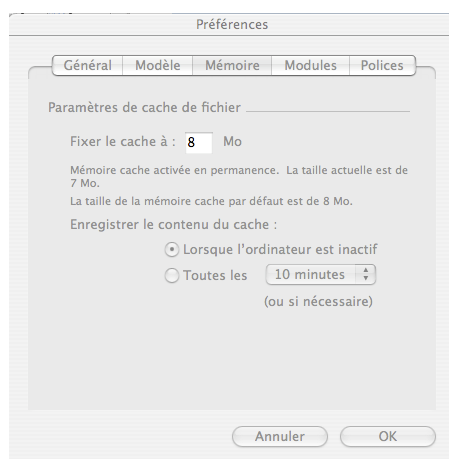 Préférences
Général Modèle Mémoire Modules Polices
Paramètres de cache de fichier
Fixer le cache à : 8 Mo
Mémoire cache activée en permanence. La taille actuelle est de
7 Mo.
La taille de la mémoire cache par défaut est de 8 Mo.
Enregistrer le contenu du cache :
Lorsque l'ordinateur est inactif
Toutes les 10 minutes
(ou si nécessaire)
Annuler OK